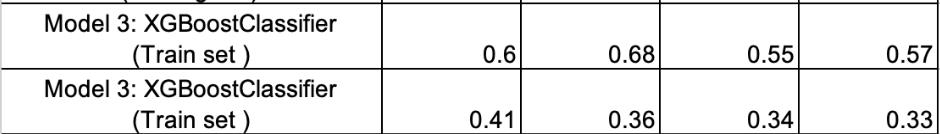 Model 3: XGBoostClassifier
(Train set ) 0.6 0.68 0.55 0.57
Model 3: XGBoostClassifier
(Train set ) 0.41 0.36 0.34 0.33